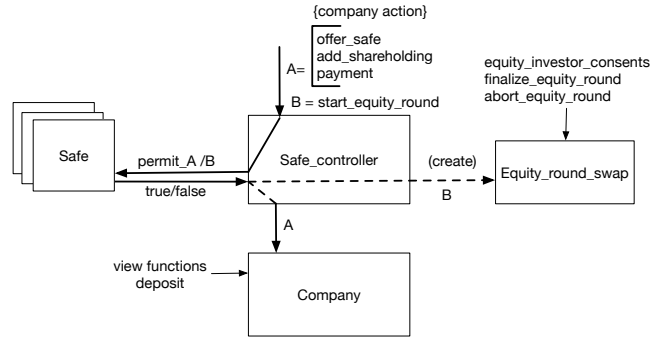 {company action}
offer_safe
A= add_shareholding
payment
B = start_equity_round
equity_investor_consents
finalize_equity_round
abort_equity_round
Safe
permit_A /B
true/false
Safe_controller
(create)
B
Equity_round_swap
A
view functions
deposit
Company